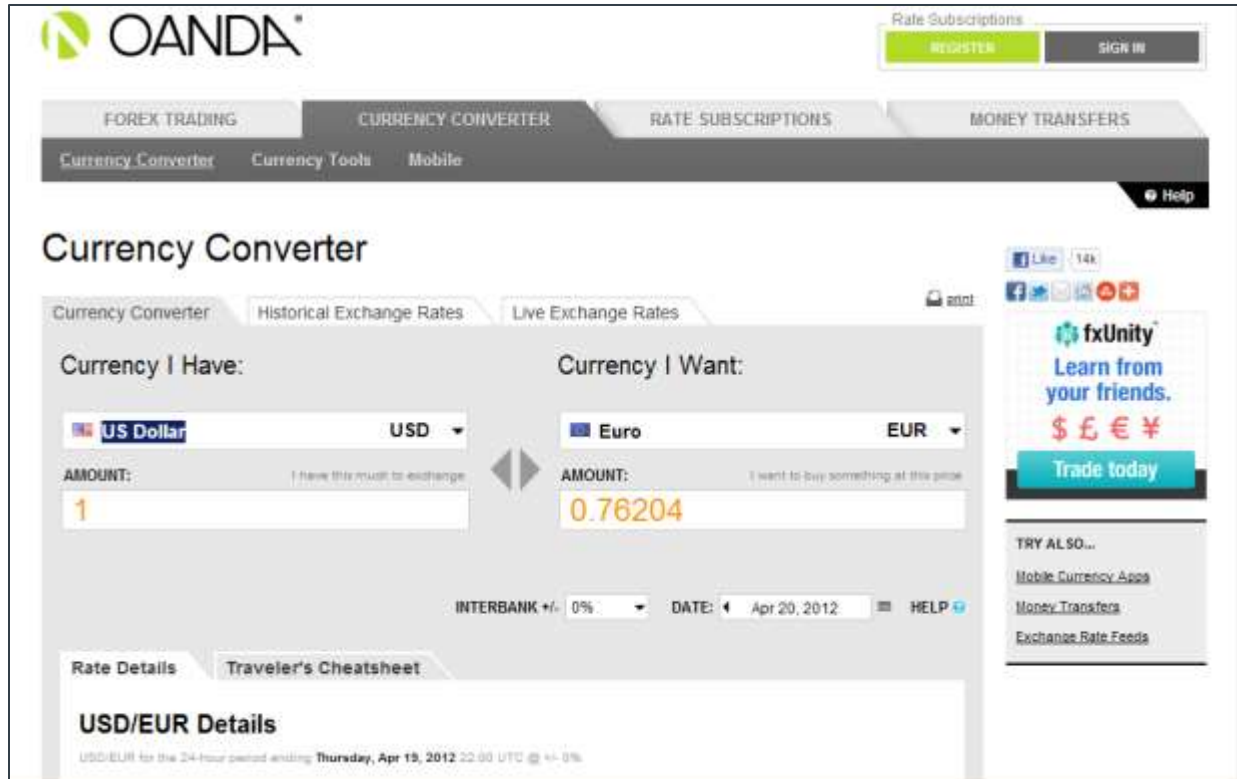 OANDA
Rate Subscriptions
REGISTER SIGN IN
FOREX TRADING CURRENCY CONVERTER RATE SUBSCRIPTIONS MONEY TRANSFERS
Currency Converter Currency Tools Mobile
Help
Currency Converter
Like 14k
print
Currency Converter Historical Exchange Rates Live Exchange Rates
fxUnity
Learn from
your friends.
$ £ € ¥
Trade today
Currency I Have: Currency I Want:
US Dollar USD Euro EUR
AMOUNT: I have this much to exchange AMOUNT: I want to buy something at this price
1 0.76204
TRY ALSO...
Mobile Currency Apps
Money Transfers
Exchange Rate Feeds
INTERBANK +/- 0% DATE: Apr 20, 2012 HELP
Rate Details Traveler's Cheatsheet
USD/EUR Details
USD/EUR for the 24-hour period ending Thursday, Apr 19, 2012 22:00 UTC @ +/- 0%